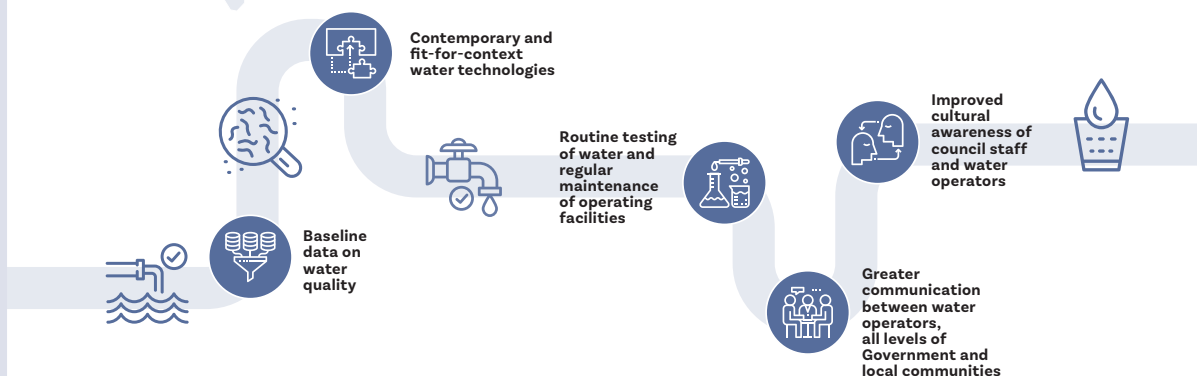 Contemporary and
fit-for-context
water technologies
Baseline
data on
water
quality
Routine testing
of water and
regular
maintenance
of operating
facilities
Greater
communication
between water
operators,
all levels of
Government and
local communities
Improved
cultural
awareness of
council staff
and water
operators